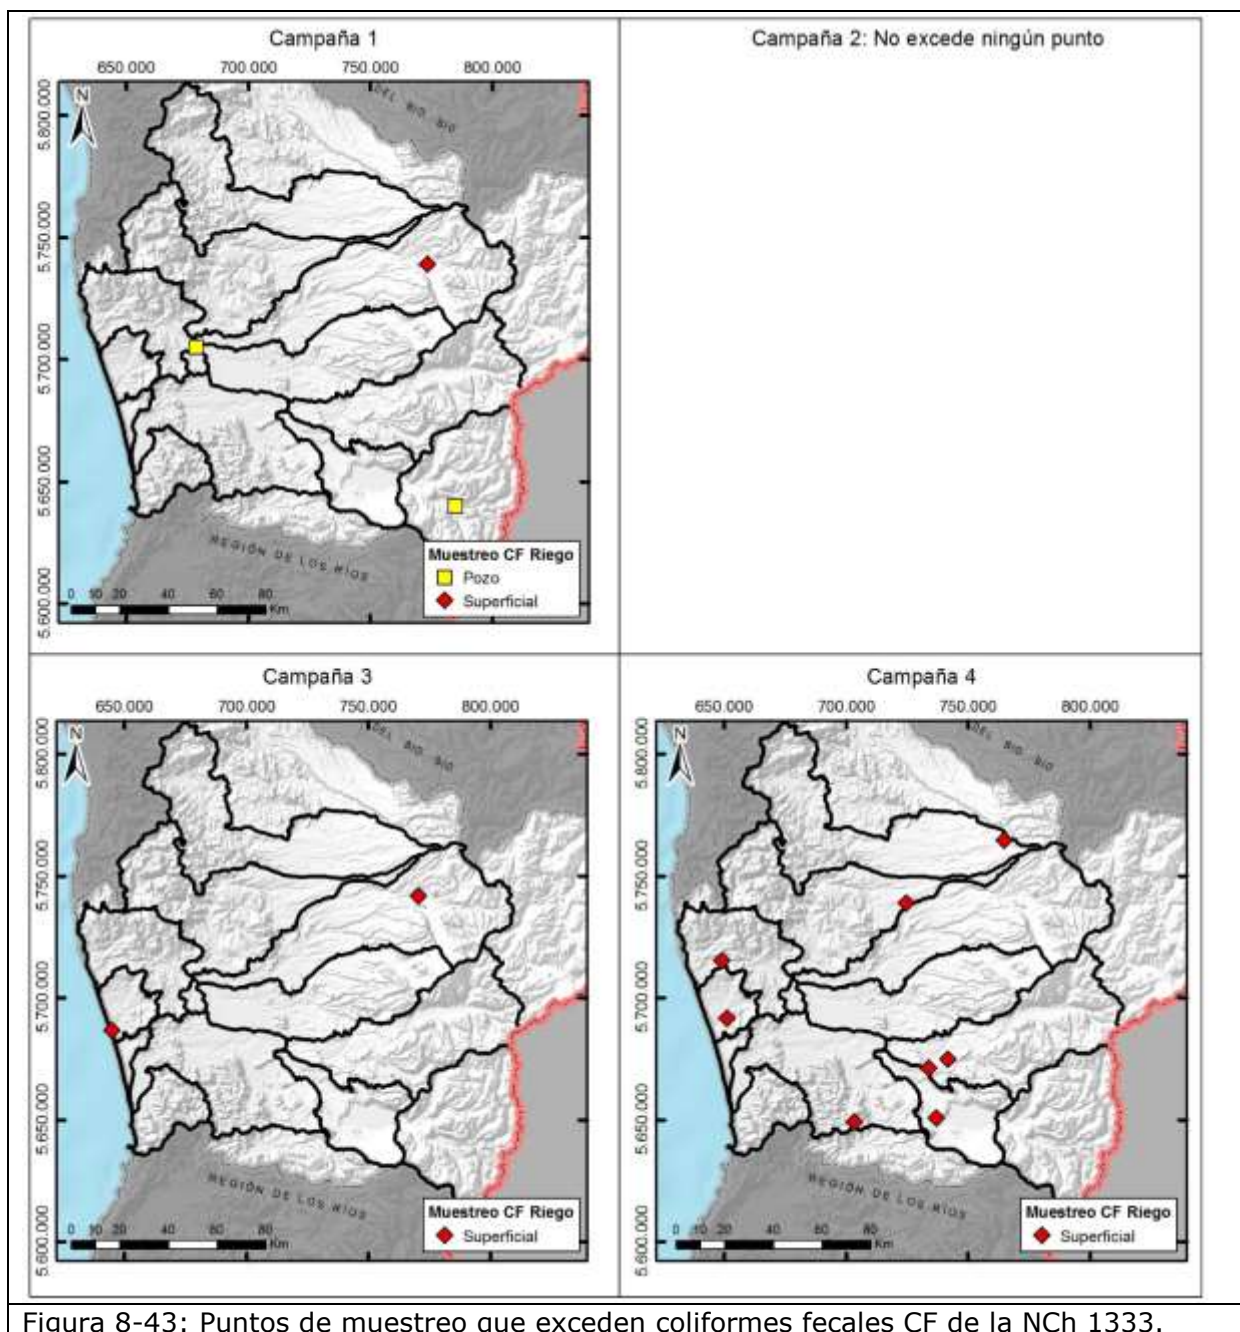 Campaña 1
650.000 700.000 750.000 800.000
N
DEL BIO - BIO
5.800.000
5.750.000
5.700.000
5.650.000
5.600.000
REGIÓN DE LOS RÍOS
Muestreo CF Riego
Pozo
Superficial
0 10 20 40 60 80
Km
Campaña 2: No excede ningún punto
Campaña 3
650.000 700.000 750.000 800.000
N
DEL BIO - BIO
5.800.000
5.750.000
5.700.000
5.650.000
5.600.000
REGIÓN DE LOS RÍOS
Muestreo CF Riego
Superficial
0 10 20 40 60 80
Km
Campaña 4
650.000 700.000 750.000 800.000
N
DEL BIO - BIO
5.800.000
5.750.000
5.700.000
5.650.000
5.600.000
REGIÓN DE LOS RÍOS
Muestreo CF Riego
Superficial
0 10 20 40 60 80
Km
Figura 8-43: Puntos de muestreo que exceden coliformes fecales CF de la NCh 1333.